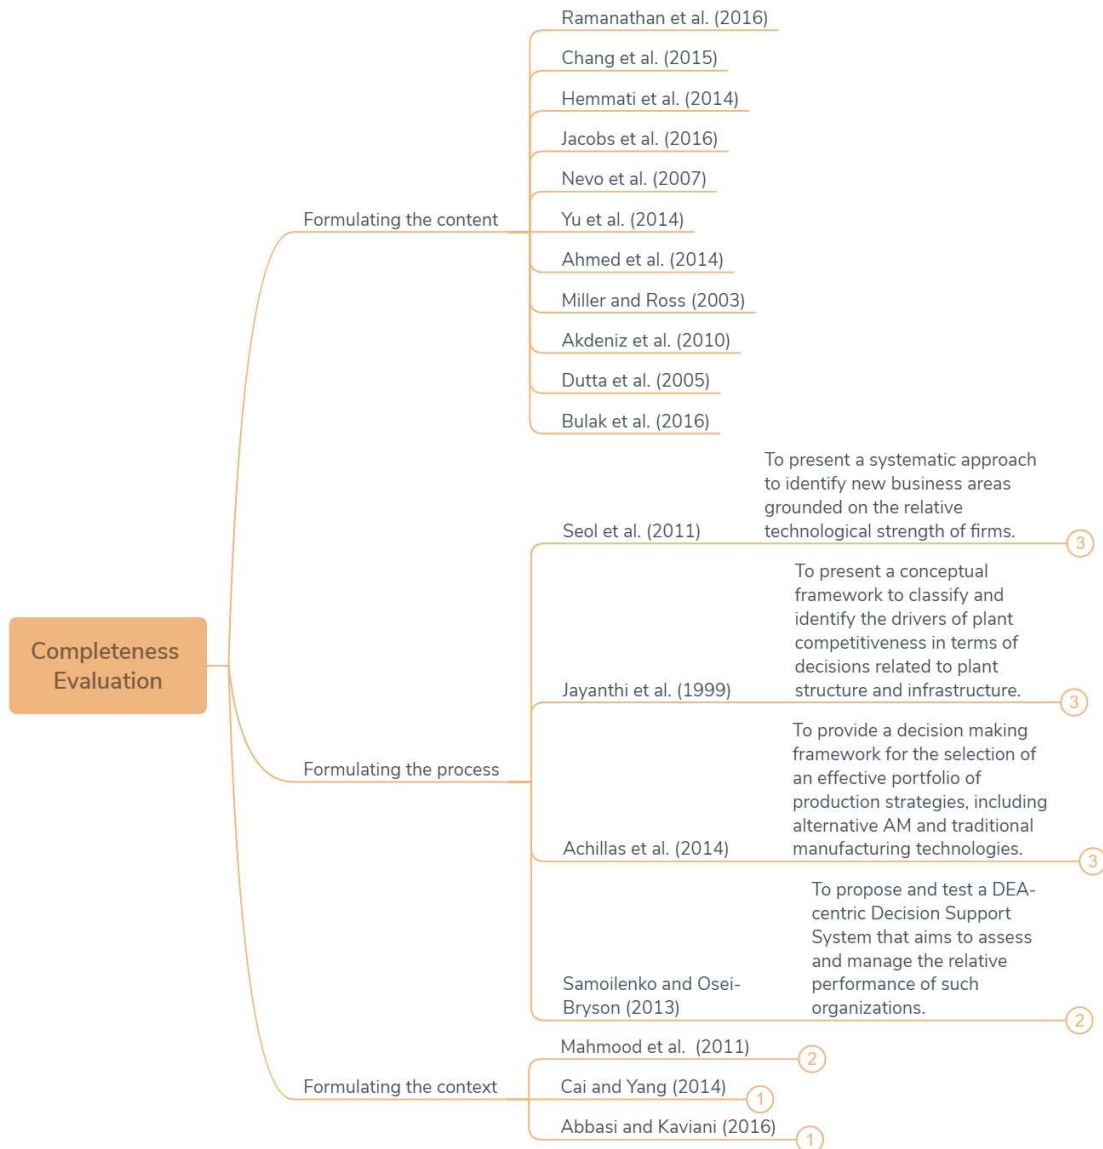 Completeness
Evaluation
Formulating the content
Ramanathan et al. (2016)
Chang et al. (2015)
Hemmati et al. (2014)
Jacobs et al. (2016)
Nevo et al. (2007)
Yu et al. (2014)
Ahmed et al. (2014)
Miller and Ross (2003)
Akdeniz et al. (2010)
Dutta et al. (2005)
Bulak et al. (2016)
Formulating the process
Seol et al. (2011)
To present a systematic approach
to identify new business areas
grounded on the relative
technological strength of firms.
3
Jayanthi et al. (1999)
To present a conceptual
framework to classify and
identify the drivers of plant
competitiveness in terms of
decisions related to plant
structure and infrastructure.
3
Achillas et al. (2014)
To provide a decision making
framework for the selection of
an effective portfolio of
production strategies, including
alternative AM and traditional
manufacturing technologies.
3
Samoilenko and Osei-
Bryson (2013)
To propose and test a DEA-
centric Decision Support
System that aims to assess
and manage the relative
performance of such
organizations.
2
Formulating the context
Mahmood et al. (2011)
2
Cai and Yang (2014)
1
Abbasi and Kaviani (2016)
1